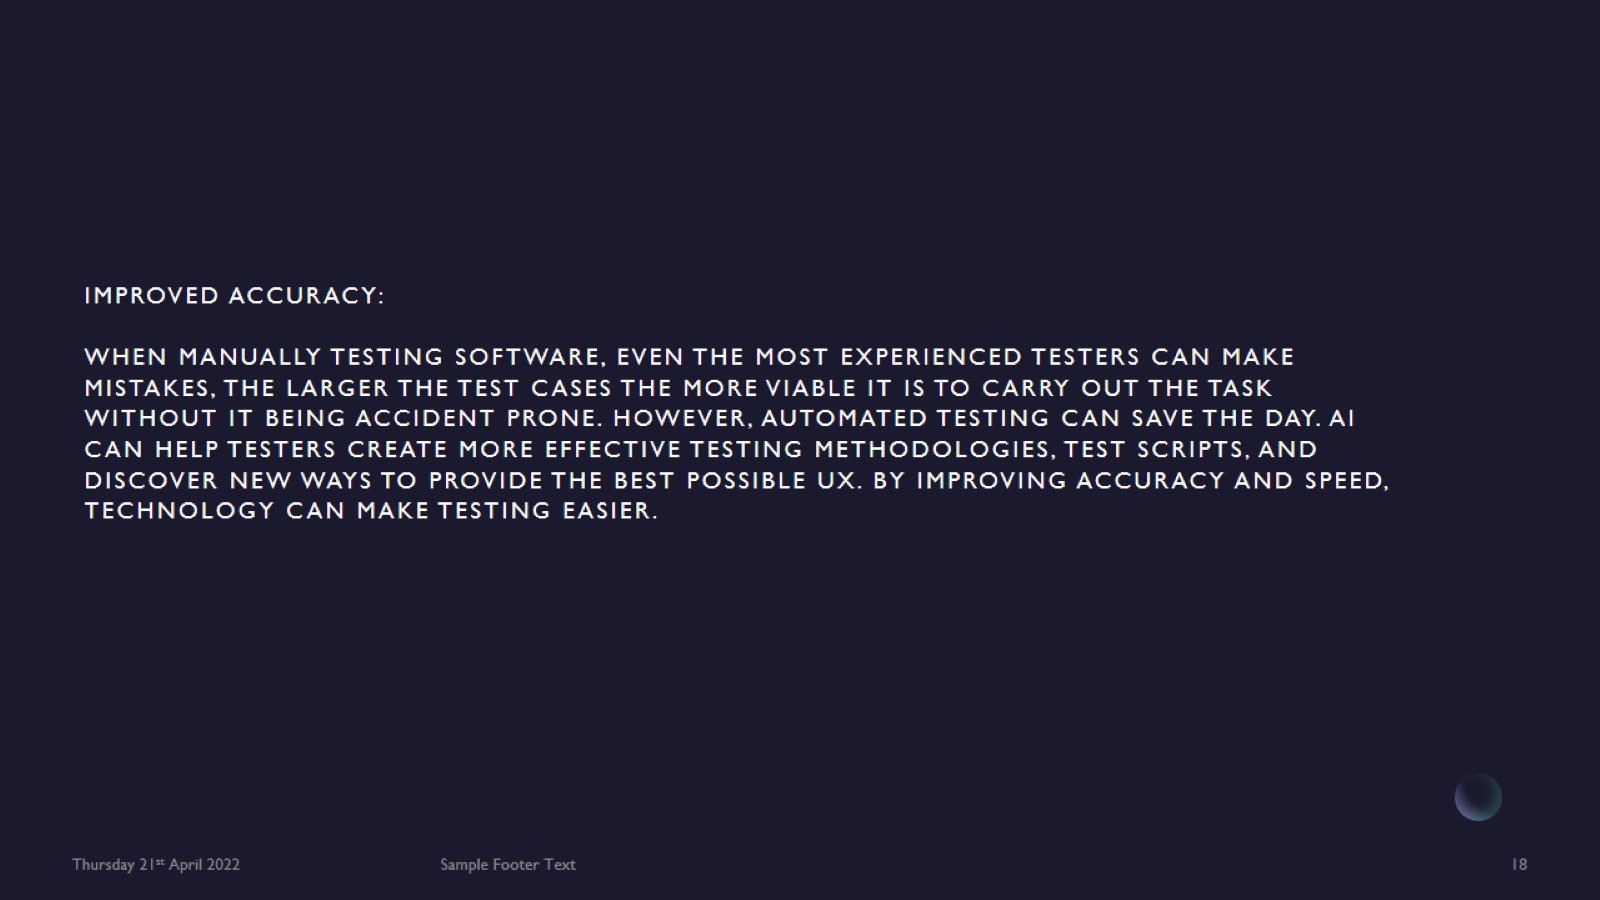 IMPROVED ACCURACY:
WHEN MANUALLY TESTING SOFTWARE, EVEN THE MOST EXPERIENCED TESTERS CAN MAKE
MISTAKES, THE LARGER THE TEST CASES THE MORE VIABLE IT IS TO CARRY OUT THE TASK
WITHOUT IT BEING ACCIDENT PRONE. HOWEVER, AUTOMATED TESTING CAN SAVE THE DAY. AI
CAN HELP TESTERS CREATE MORE EFFECTIVE TESTING METHODOLOGIES, TEST SCRIPTS, AND
DISCOVER NEW WAYS TO PROVIDE THE BEST POSSIBLE UX. BY IMPROVING ACCURACY AND SPEED,
TECHNOLOGY CAN MAKE TESTING EASIER.
Thursday 21st April 2022
Sample Footer Text
18